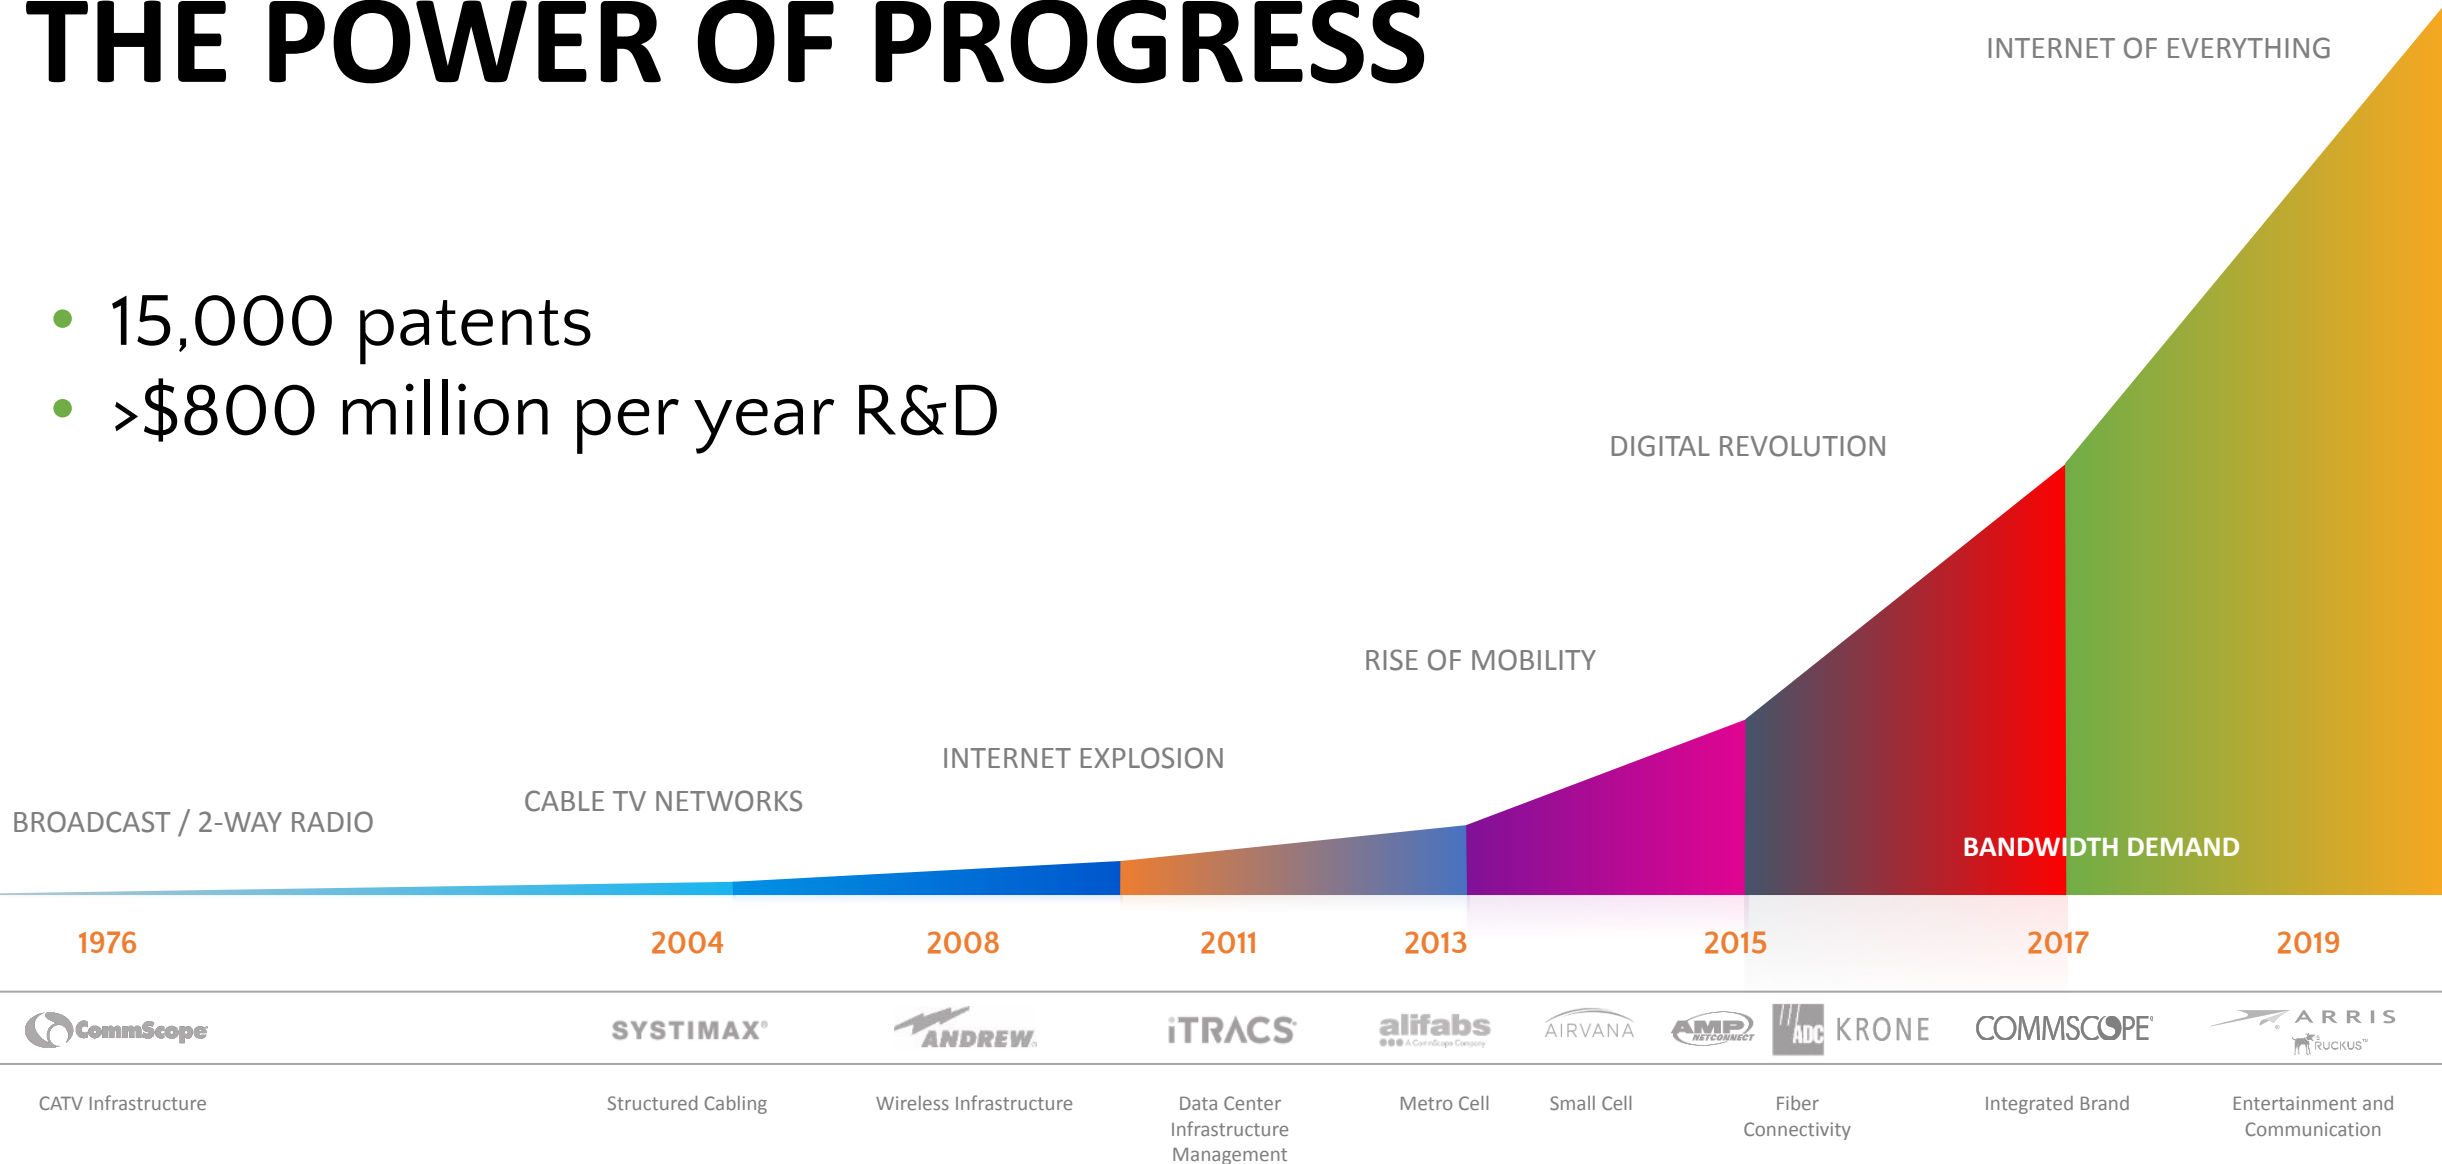 THE POWER OF PROGRESS
INTERNET OF EVERYTHING
• 15,000 patents
• >$800 million per year R&D
DIGITAL REVOLUTION
RISE OF MOBILITY
INTERNET EXPLOSION
CABLE TV NETWORKS
BROADCAST / 2-WAY RADIO
BANDWIDTH DEMAND
1976 2004 2008 2011 2013 2015 2017 2019
CommScope SYSTIMAX® ANDREW. iTRACS alifabs AIRVANA AMP ADC KRONE COMMSCOPE® ARRIS
A CommScope Company NETCONNECT RUCKUS™
CATV Infrastructure Structured Cabling Wireless Infrastructure Data Center Metro Cell Small Cell Fiber Integrated Brand Entertainment and
Infrastructure Connectivity Communication
Management